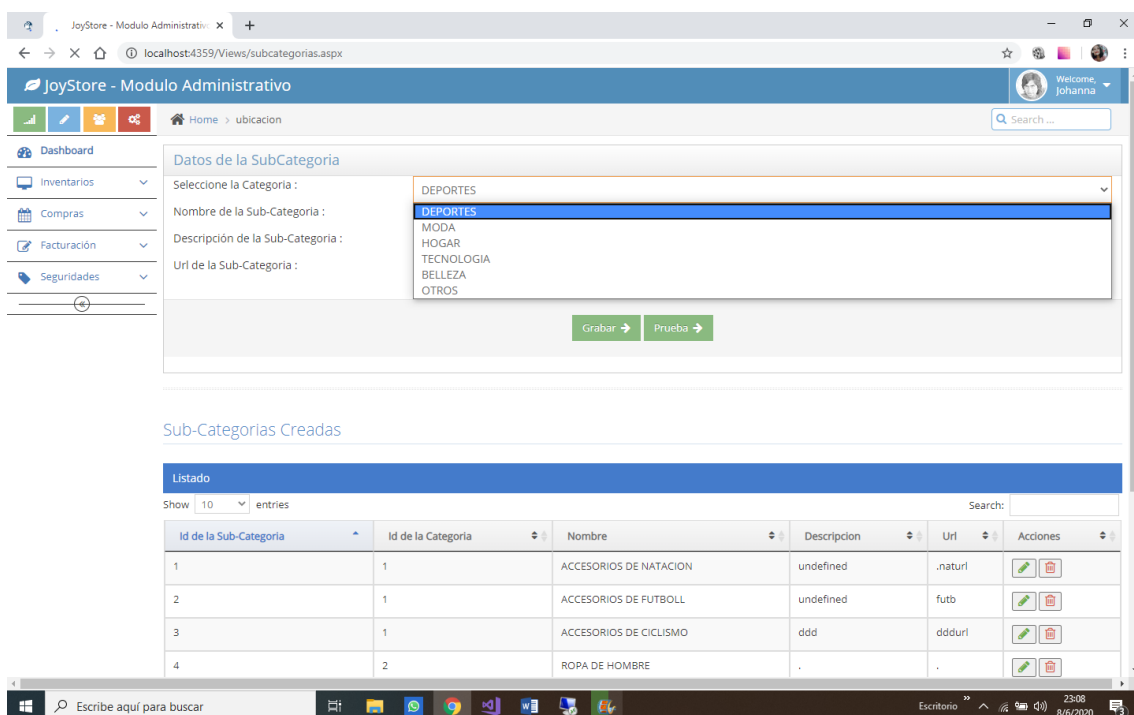 JoyStore - Modulo Administrativ
localhost:4359/Views/subcategorias.aspx
JoyStore - Modulo Administrativo
Welcome,
Johanna
Home > ubicacion
Search ...
Dashboard
Inventarios
Compras
Facturación
Seguridades
Datos de la SubCategoria
Seleccione la Categoria :
DEPORTES
Nombre de la Sub-Categoria :
Descripción de la Sub-Categoria :
Url de la Sub-Categoria :
DEPORTES
MODA
HOGAR
TECNOLOGIA
BELLEZA
OTROS
Grabar
Prueba
Sub-Categorias Creadas
Listado
Show 10 entries
Search:
Id de la Sub-Categoria Id de la Categoria Nombre Descripcion Url Acciones
1 1 ACCESORIOS DE NATACION undefined .naturl
2 1 ACCESORIOS DE FUTBOLL undefined futb
3 1 ACCESORIOS DE CICLISMO ddd dddurl
4 2 ROPA DE HOMBRE . .
Escribe aquí para buscar
Escritorio
23:08
8/6/2020